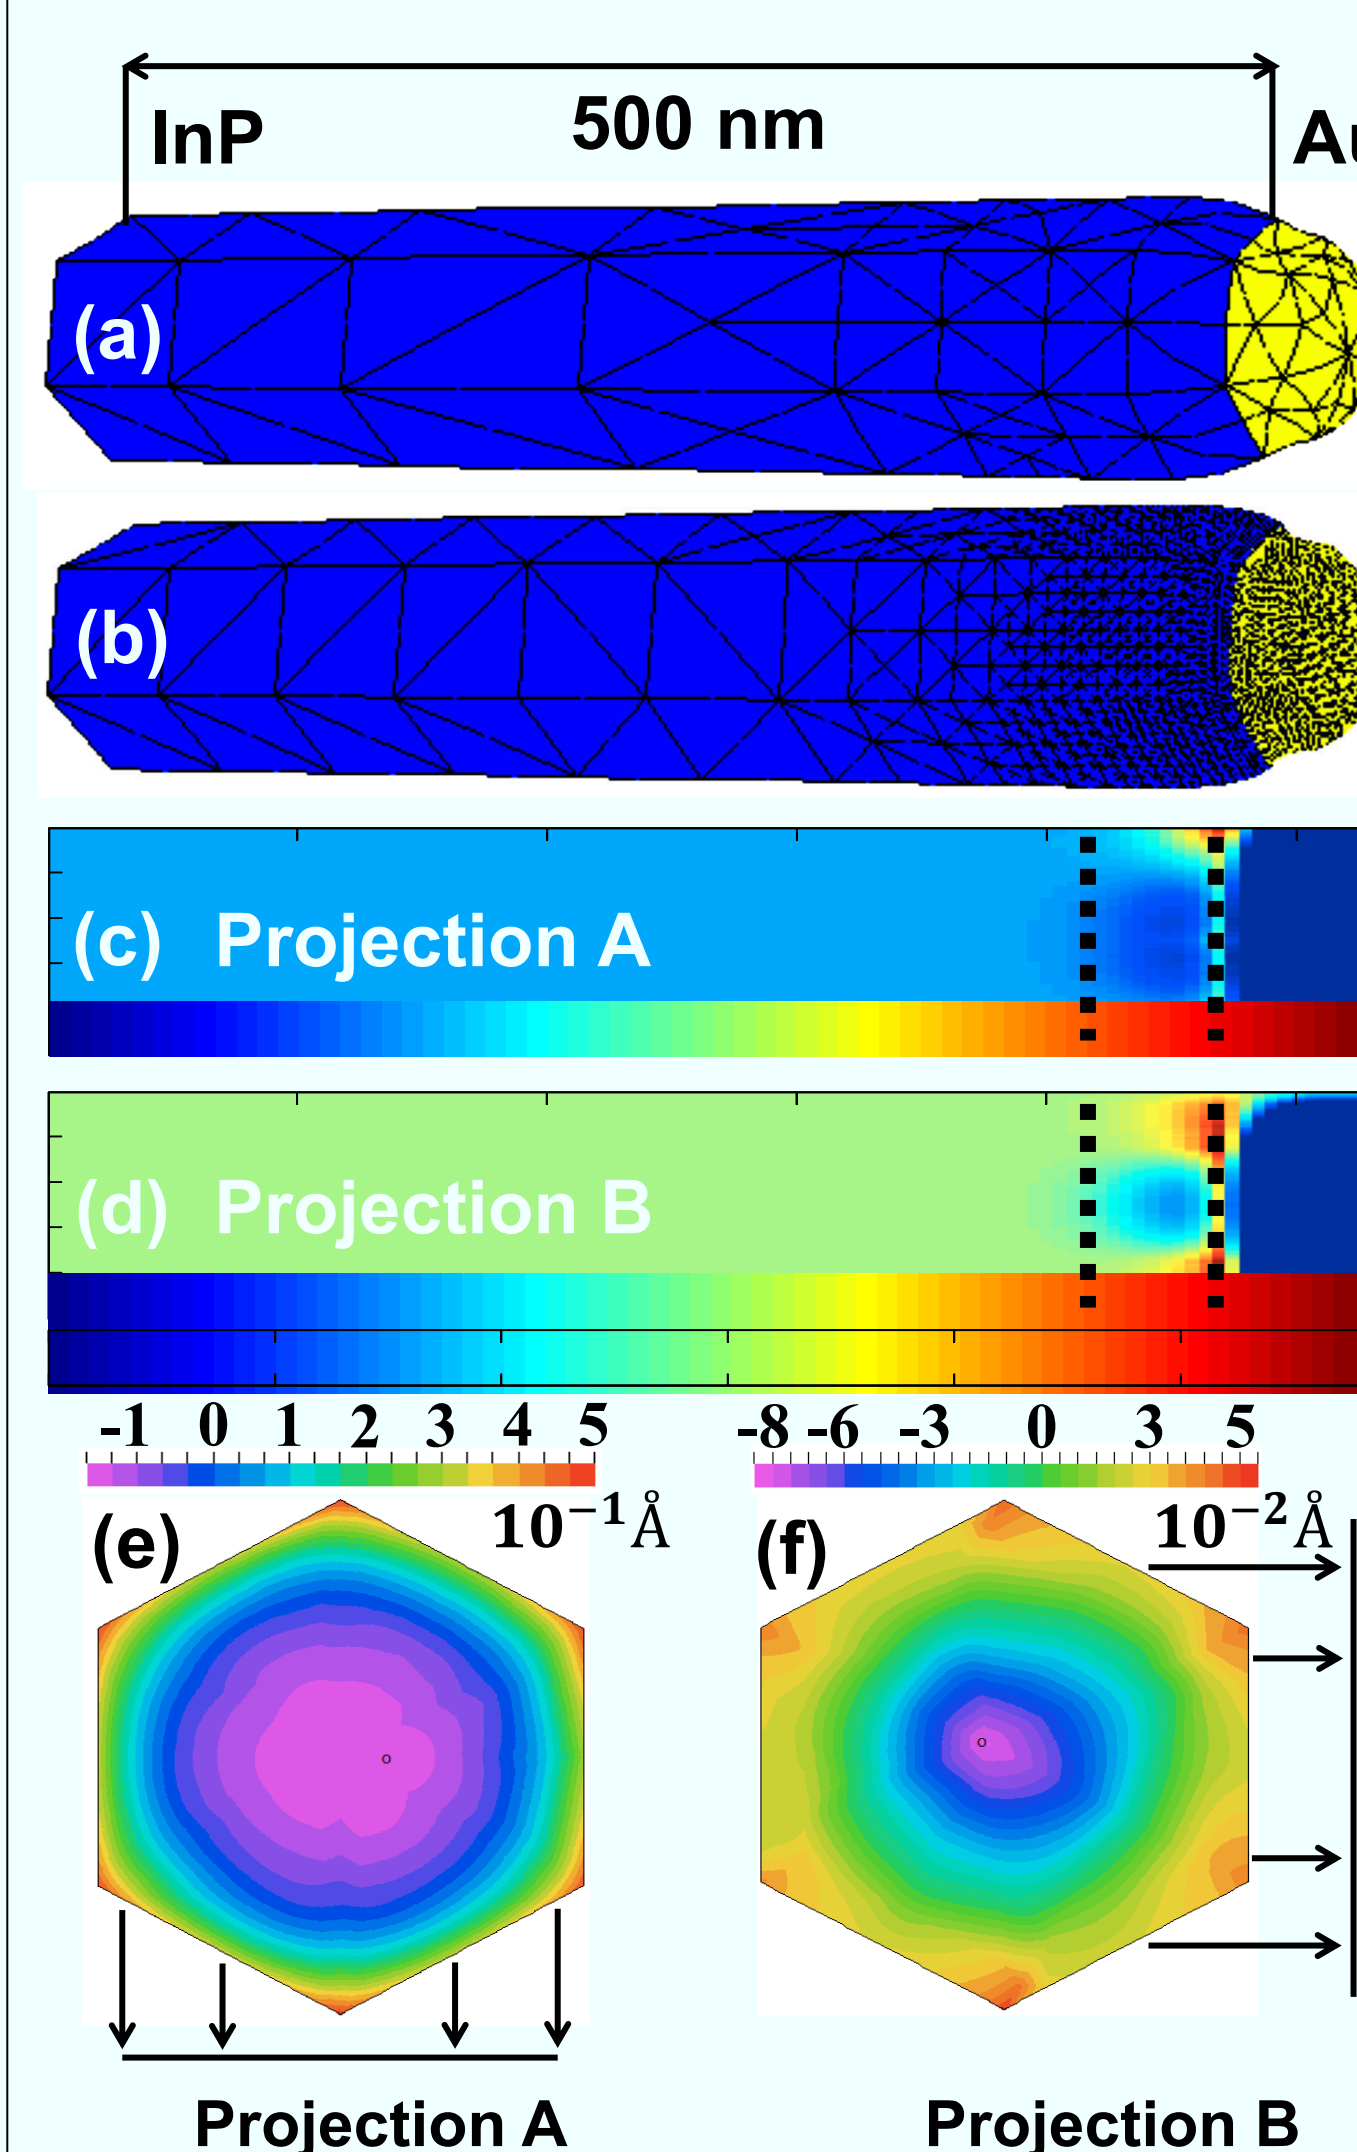 500 nm
InP
(a)
(b)
(c) Projection A
(d) Projection B
-1 0 1 2 3 4 5
-8 -6 -3 0 3 5
(e)
10⁻¹Å
(f)
10⁻²Å
Projection A
Projection B